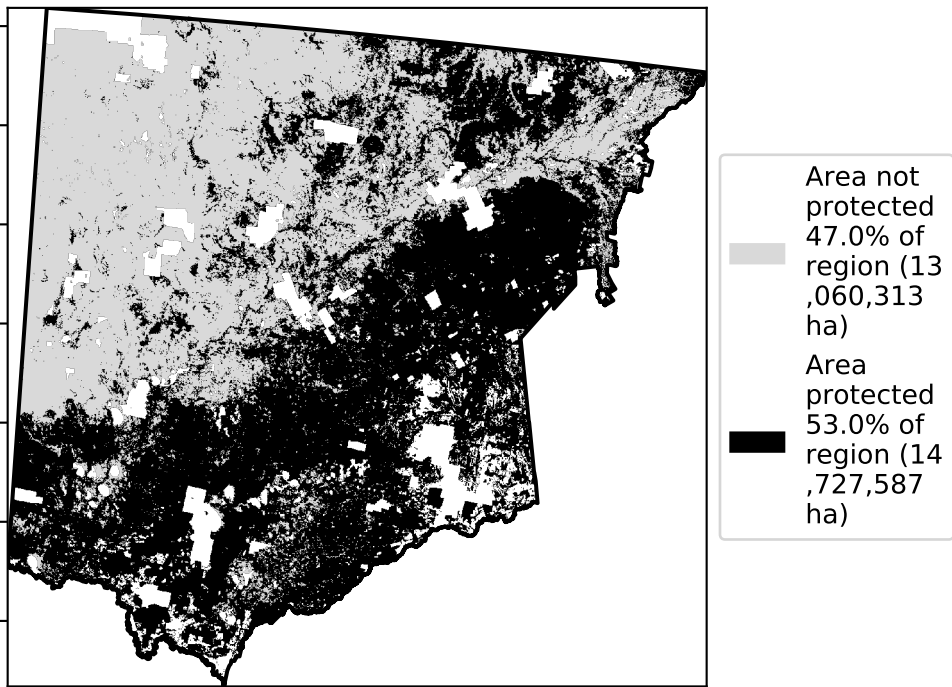 Area not
protected
47.0% of
region (13
,060,313
ha)
Area
protected
53.0% of
region (14
,727,587
ha)